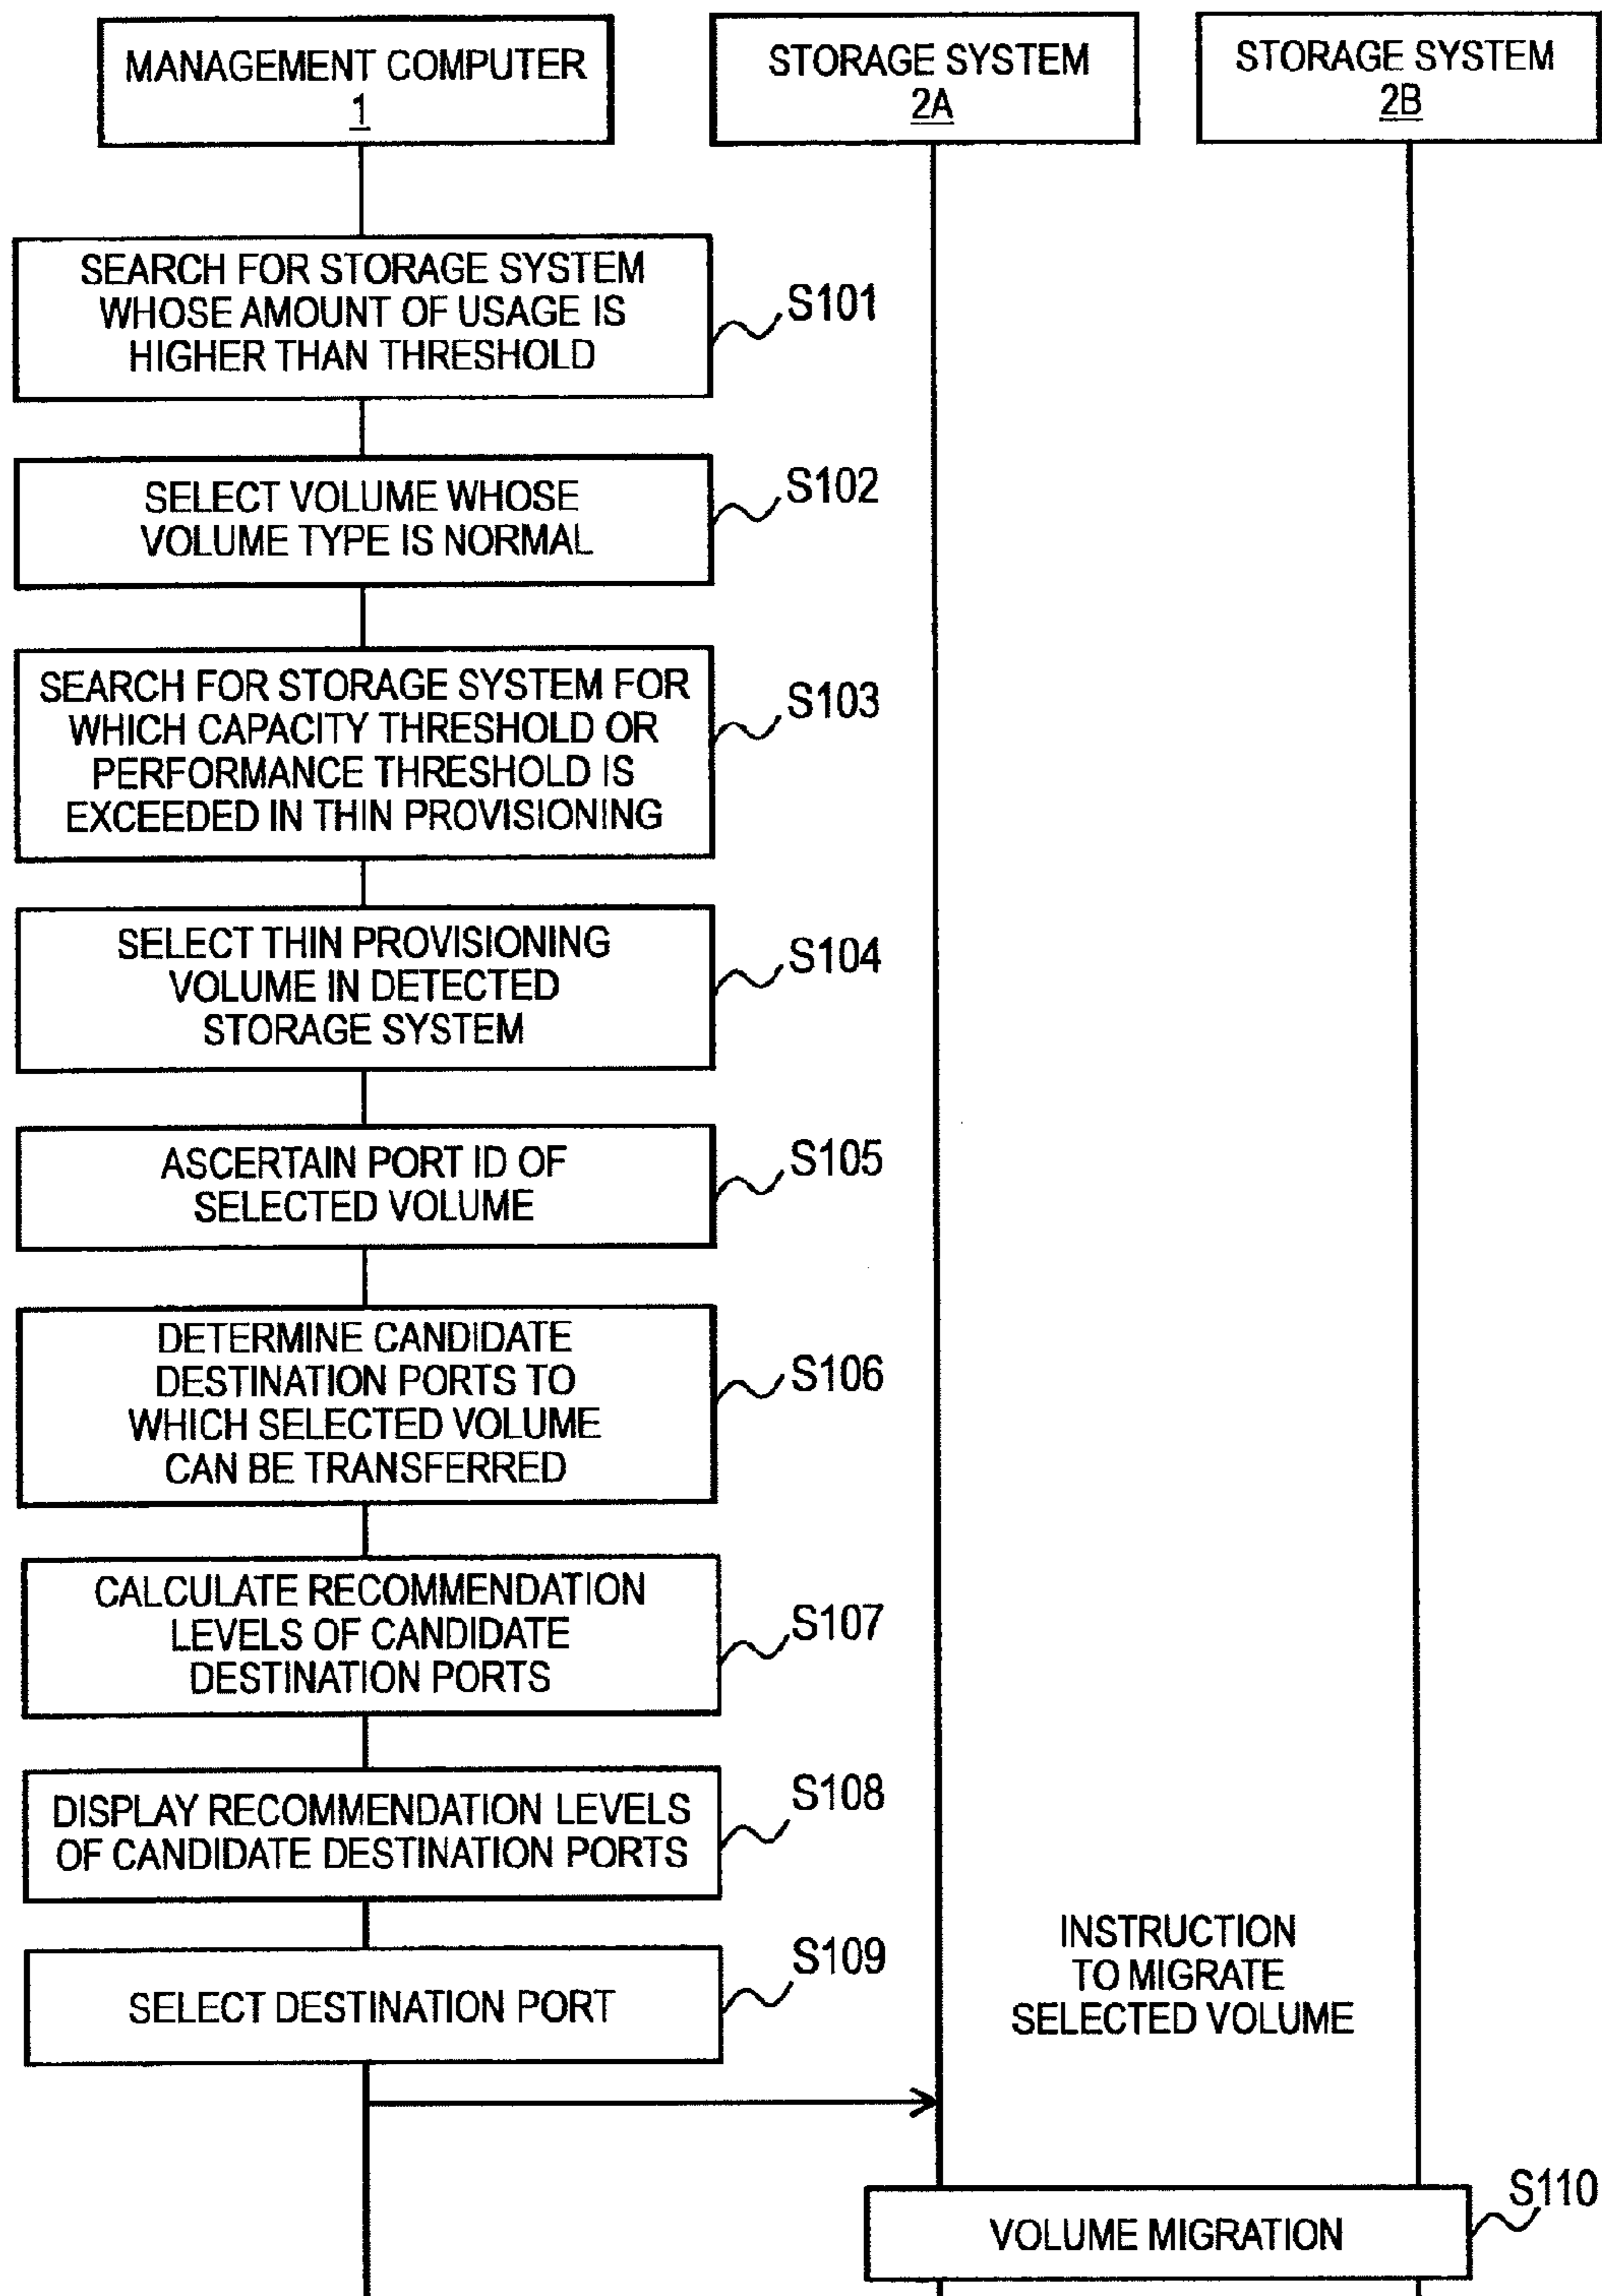 MANAGEMENT COMPUTER
1
STORAGE SYSTEM
2A
STORAGE SYSTEM
2B
SEARCH FOR STORAGE SYSTEM
WHOSE AMOUNT OF USAGE IS
HIGHER THAN THRESHOLD
S101
SELECT VOLUME WHOSE
VOLUME TYPE IS NORMAL
S102
SEARCH FOR STORAGE SYSTEM FOR
WHICH CAPACITY THRESHOLD OR
PERFORMANCE THRESHOLD IS
EXCEEDED IN THIN PROVISIONING
S103
SELECT THIN PROVISIONING
VOLUME IN DETECTED
STORAGE SYSTEM
S104
ASCERTAIN PORT ID OF
SELECTED VOLUME
S105
DETERMINE CANDIDATE
DESTINATION PORTS TO
WHICH SELECTED VOLUME
CAN BE TRANSFERRED
S106
CALCULATE RECOMMENDATION
LEVELS OF CANDIDATE
DESTINATION PORTS
S107
DISPLAY RECOMMENDATION LEVELS
OF CANDIDATE DESTINATION PORTS
S108
SELECT DESTINATION PORT
S109
INSTRUCTION
TO MIGRATE
SELECTED VOLUME
VOLUME MIGRATION
S110